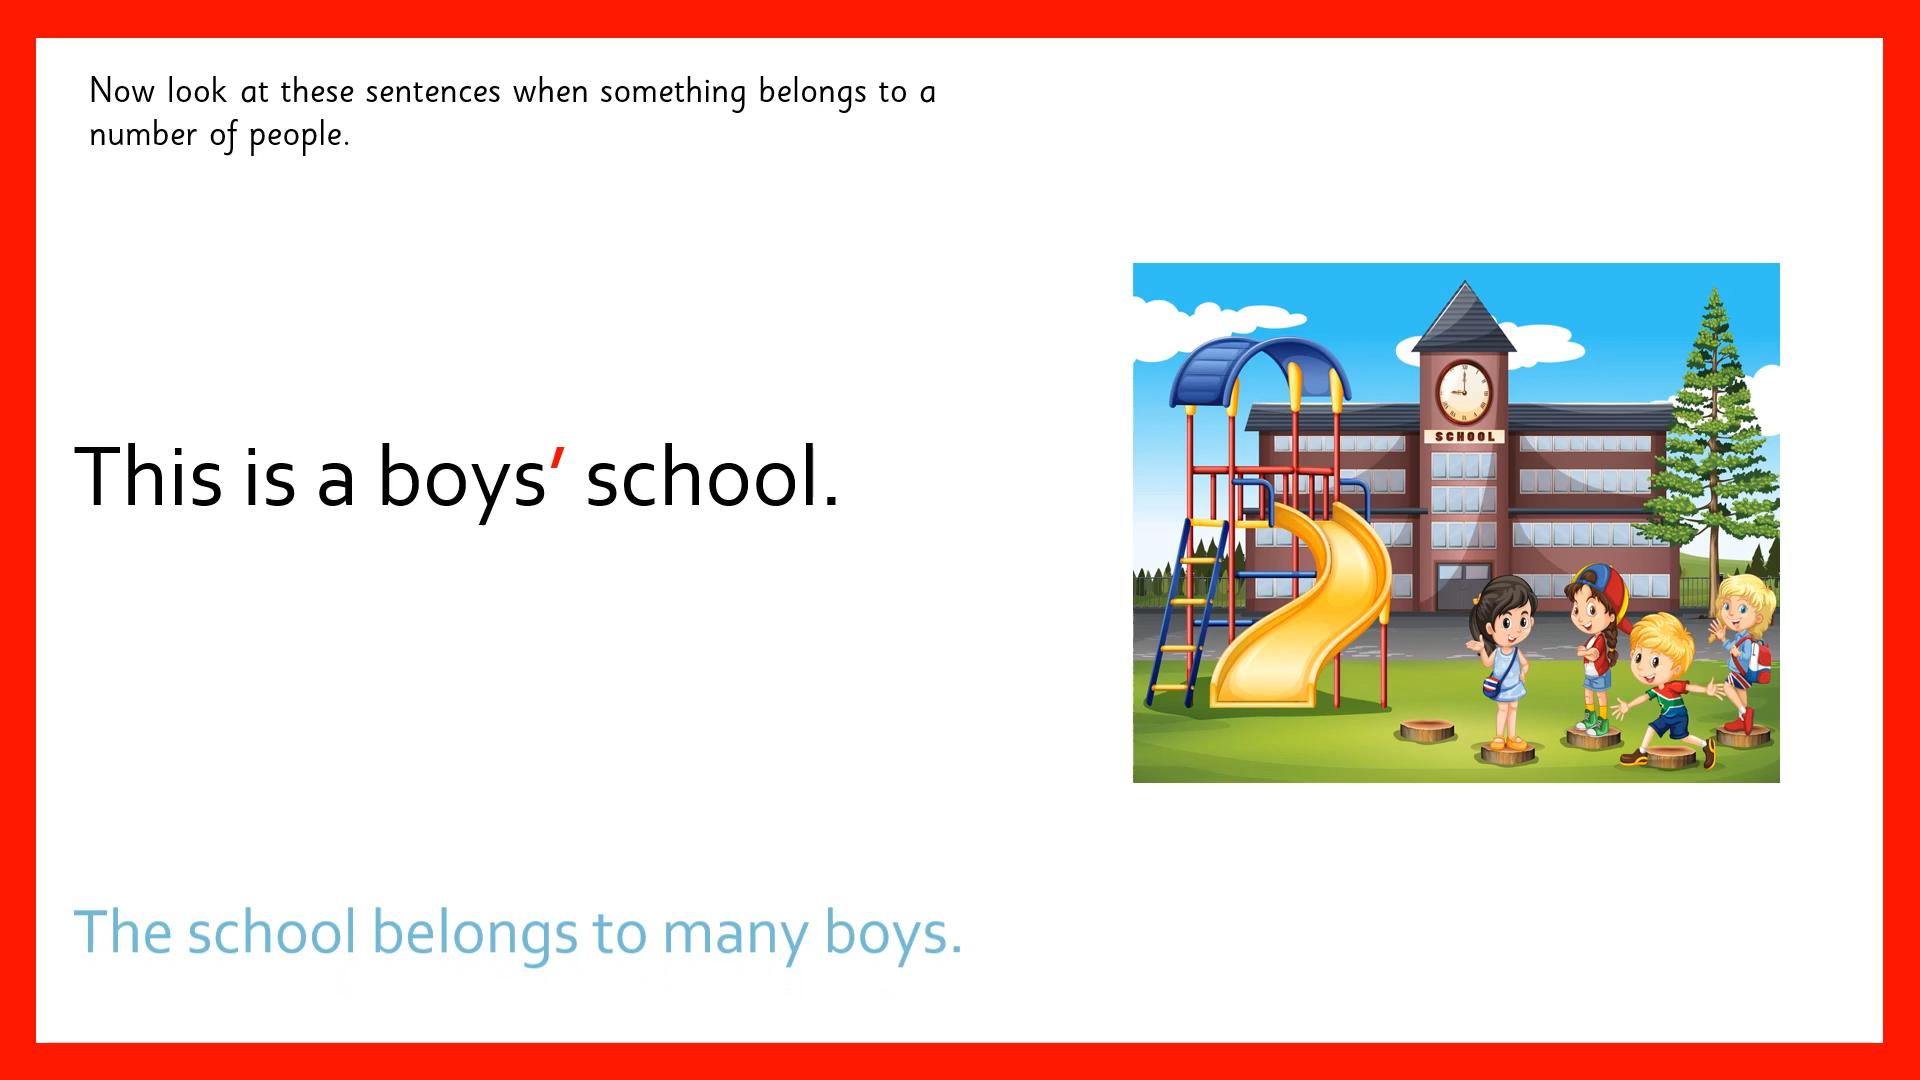 Now look at these sentences when something belongs to a
number of people.
This is a boys’ school.
SCHOOL
The school belongs to many boys.